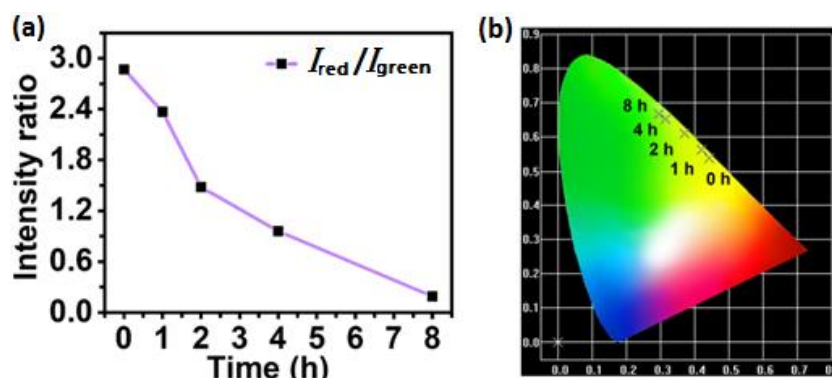 (a)
3.0
2.4
1.8
1.2
0.6
0.0
Intensity ratio
Ired/Igreen
0 1 2 3 4 5 6 7 8
Time (h)
(b)
0.9
0.8
0.7
0.6
0.5
0.4
0.3
0.2
0.1
0.0
8 h
4 h
2 h
1 h
0 h
0.0 0.1 0.2 0.3 0.4 0.5 0.6 0.7 0.8